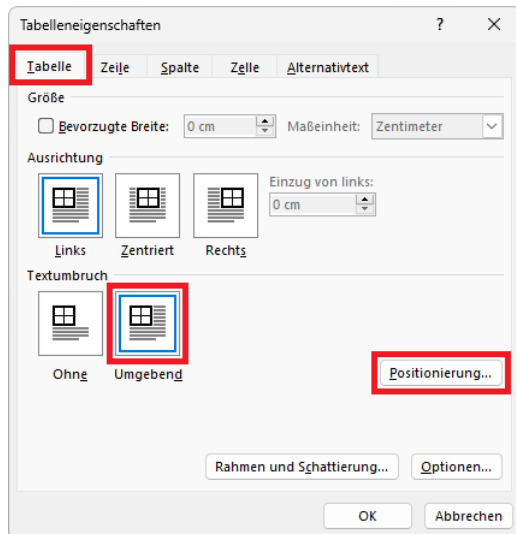 Tabelleneigenschaften ? ×
Tabelle Zeile Spalte Zelle Alternativtext
Größe
Bevorzugte Breite: 0 cm Maßeinheit: Zentimeter
Ausrichtung
Einzug von links:
0 cm
Links Zentriert Rechts
Textumbruch
Ohne Umgebend
Positionierung...
Rahmen und Schattierung... Optionen...
OK Abbrechen